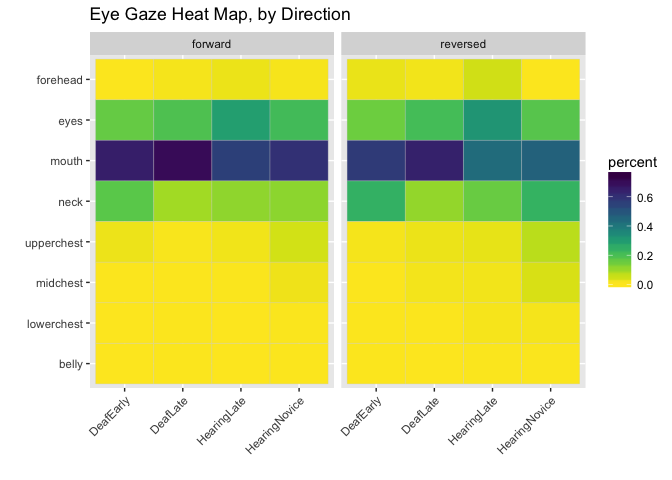 Eye Gaze Heat Map, by Direction
forward
reversed
forehead
eyes
mouth
neck
upperchest
midchest
lowerchest
belly
DeafEarly
DeafLate
HearingLate
HearingNovice
DeafEarly
DeafLate
HearingLate
HearingNovice
percent
0.6
0.4
0.2
0.0